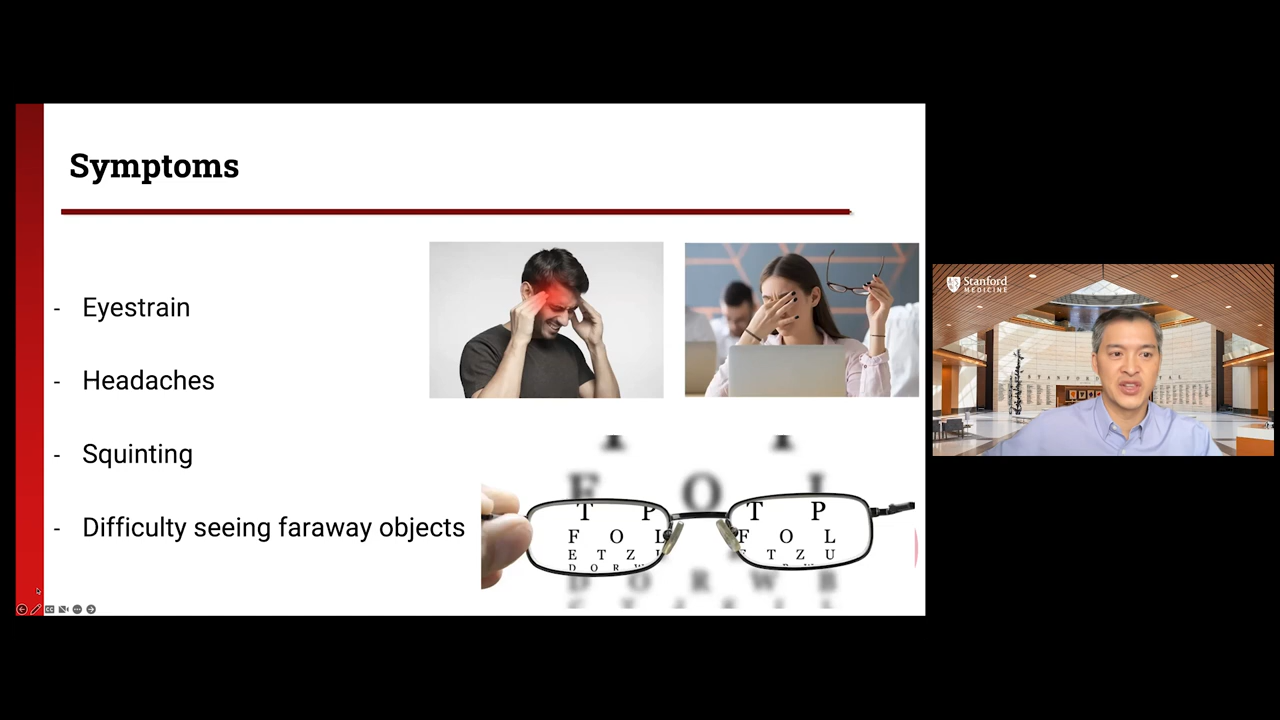 Symptoms
- Eyestrain
- Headaches
- Squinting
- Difficulty seeing faraway objects
T P T P
F O L F O L
E T Z U E T Z U
D O R W
F O L
D O R W B
Stanford
MEDICINE